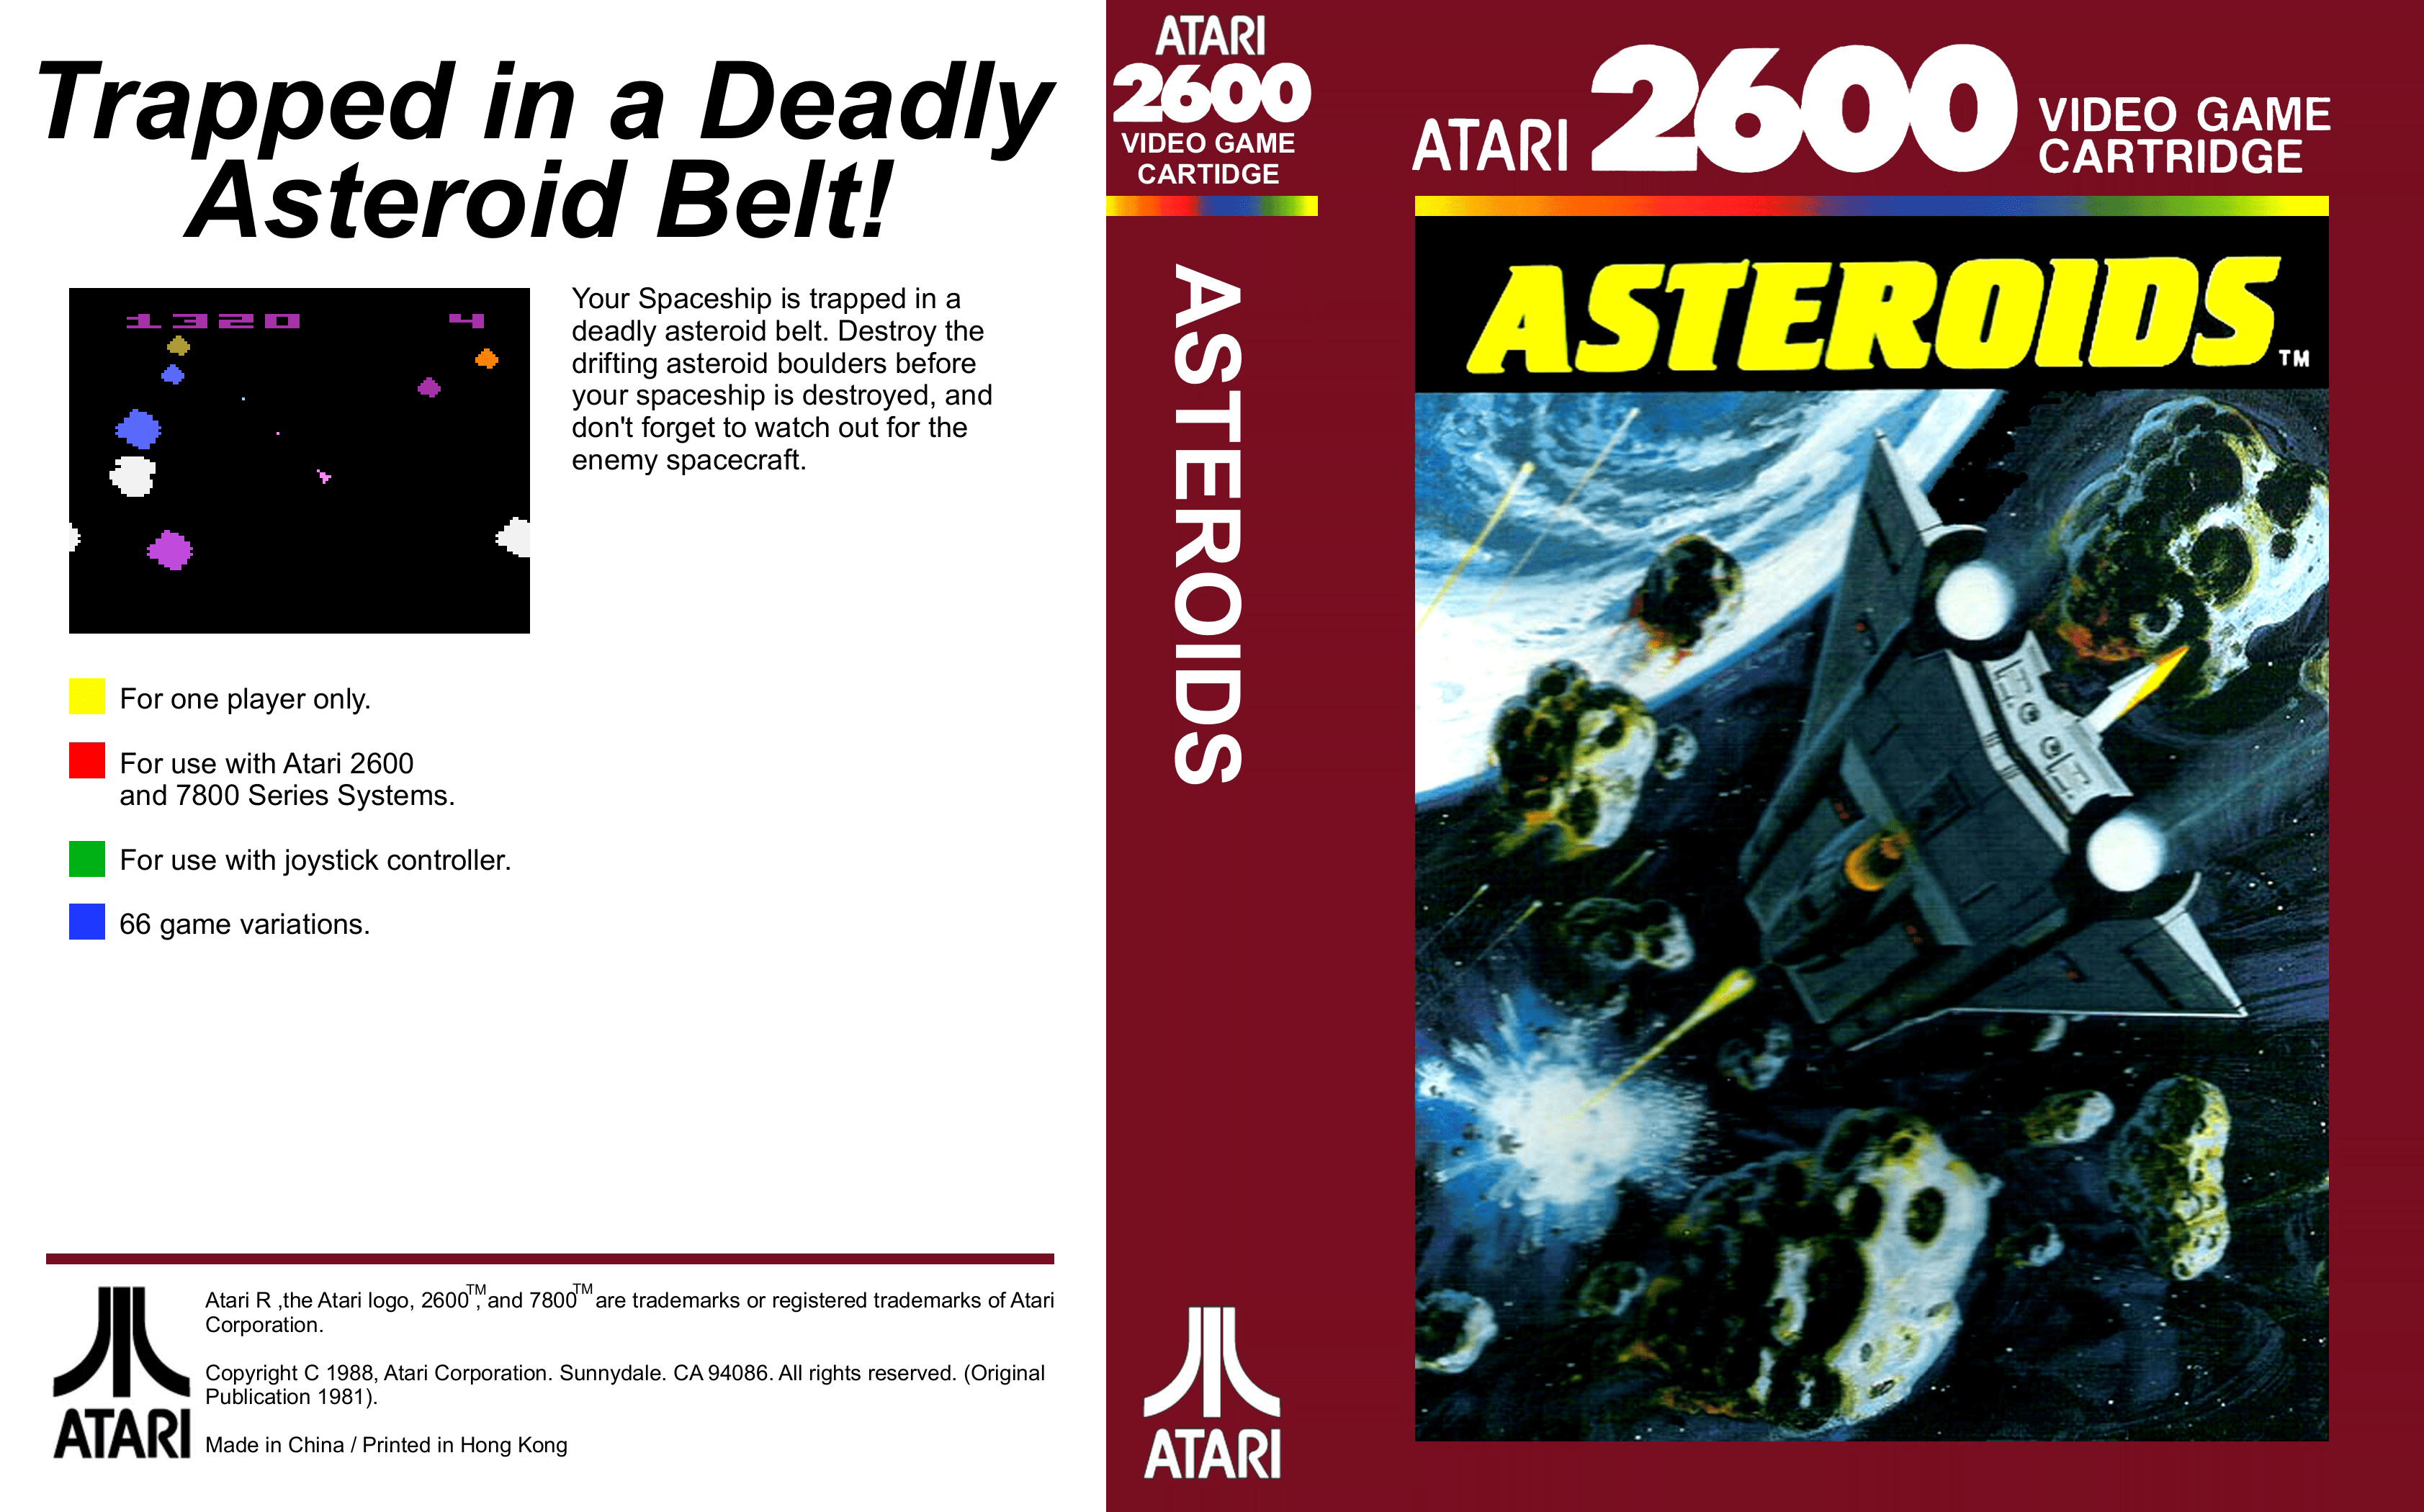 Trapped in a Deadly
Asteroid Belt!
1320 4
Your Spaceship is trapped in a
deadly asteroid belt. Destroy the
drifting asteroid boulders before
your spaceship is destroyed, and
don't forget to watch out for the
enemy spacecraft.
For one player only.
For use with Atari 2600
and 7800 Series Systems.
For use with joystick controller.
66 game variations.
ATARI
Atari R ,the Atari logo, 2600™, and 7800™ are trademarks or registered trademarks of Atari
Corporation.
Copyright C 1988, Atari Corporation. Sunnydale. CA 94086. All rights reserved. (Original
Publication 1981).
Made in China / Printed in Hong Kong
ATARI
2600
VIDEO GAME
CARTIDGE
ASTEROIDS
ATARI
ATARI 2600 VIDEO GAME
CARTRIDGE
ASTEROIDS™